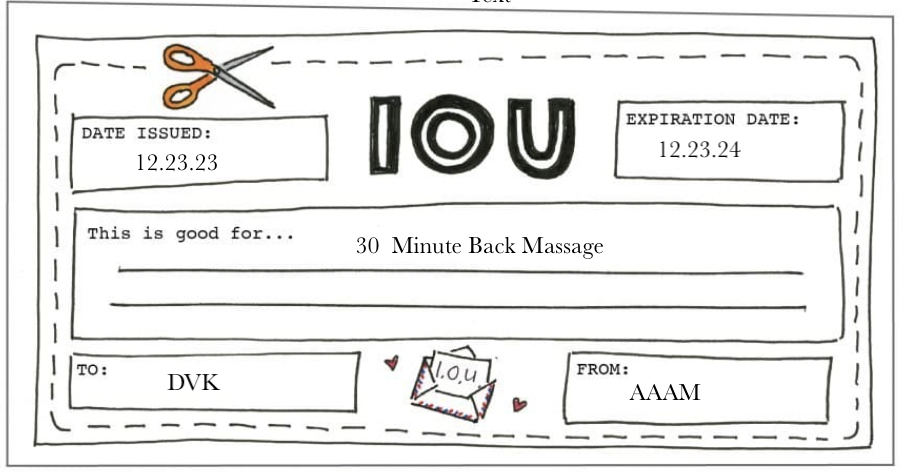 Text
IOU
DATE ISSUED:
12.23.23
EXPIRATION DATE:
12.23.24
This is good for...
30 Minute Back Massage
TO:
DVK
I.O.U
FROM:
AAAM